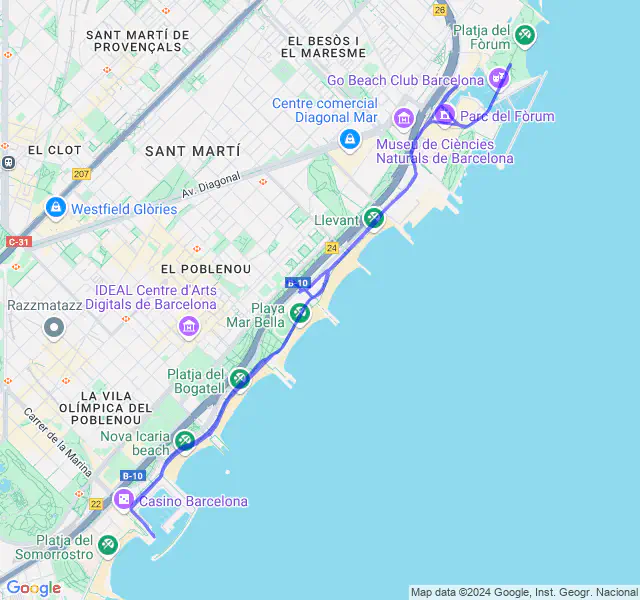 26
Platja del
Fòrum
SANT MARTÍ DE
PROVENÇALS
EL BESÒS I
EL MARESME
Go Beach Club Barcelona
Centre comercial
Diagonal Mar
Parc del Fòrum
Museu de Ciències
Naturals de Barcelona
EL CLOT
SANT MARTÍ
207
Av. Diagonal
Westfield Glòries
Llevant
C-31
24
EL POBLENOU
B-10
IDEAL Centre d'Arts
Digitals de Barcelona
Razzmatazz
Playa
Mar Bella
Platja del
Bogatell
LA VILA
OLÍMPICA DEL
POBLENOU
Carrer de la Marina
Nova Icaria
beach
B-10
22
Casino Barcelona
Platja del
Somorrostro
Google
Map data ©2024 Google, Inst. Geogr. Nacional